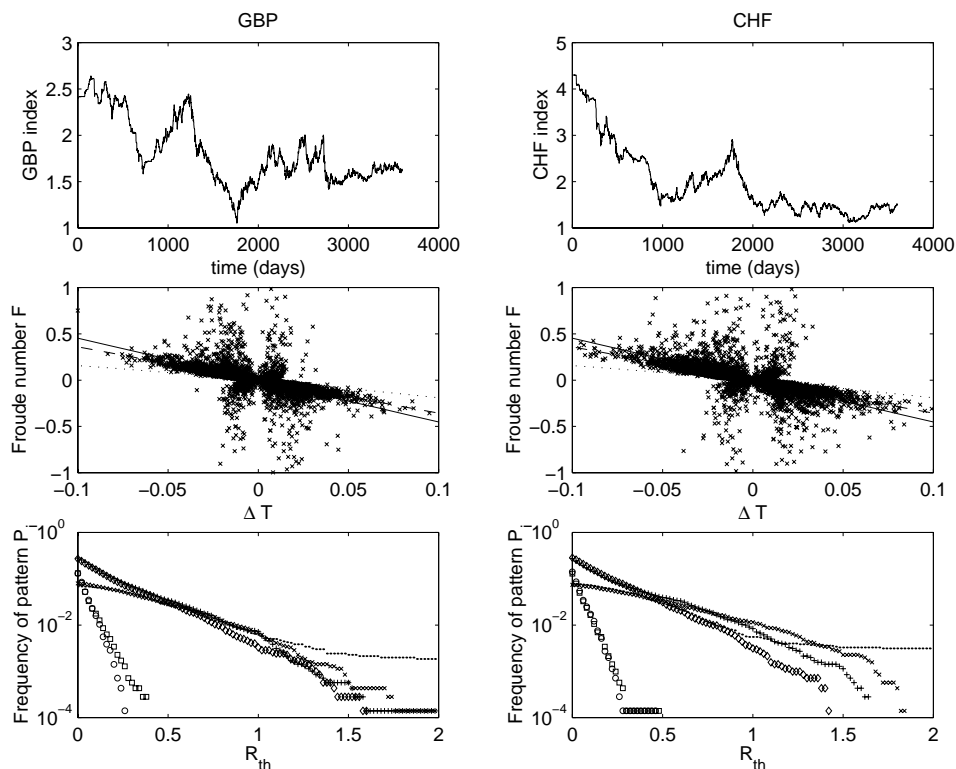 GBP
CHF
3
2.5
2
1.5
1
GBP index
0 1000 2000 3000 4000
time (days)
5
4
3
2
1
CHF index
0 1000 2000 3000 4000
time (days)
1
0.5
0
−0.5
−1
Froude number F
−0.1 −0.05 0 0.05 0.1
Δ T
1
0.5
0
−0.5
−1
Froude number F
−0.1 −0.05 0 0.05 0.1
Δ T
10^0
10^−2
10^−4
Frequency of pattern P
0 0.5 1 1.5 2
R_th
10^0
10^−2
10^−4
Frequency of pattern P
0 0.5 1 1.5 2
R_th